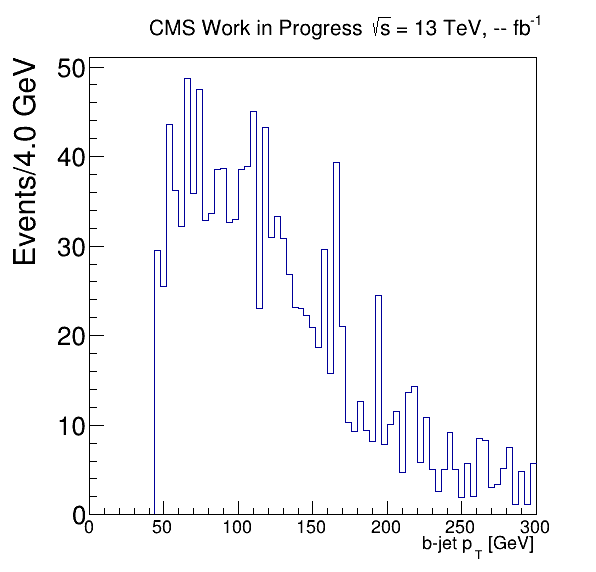 CMS Work in Progress √s = 13 TeV, -- fb⁻¹
Events/4.0 GeV
50
40
30
20
10
0
0 50 100 150 200 250 300
b-jet p_T [GeV]